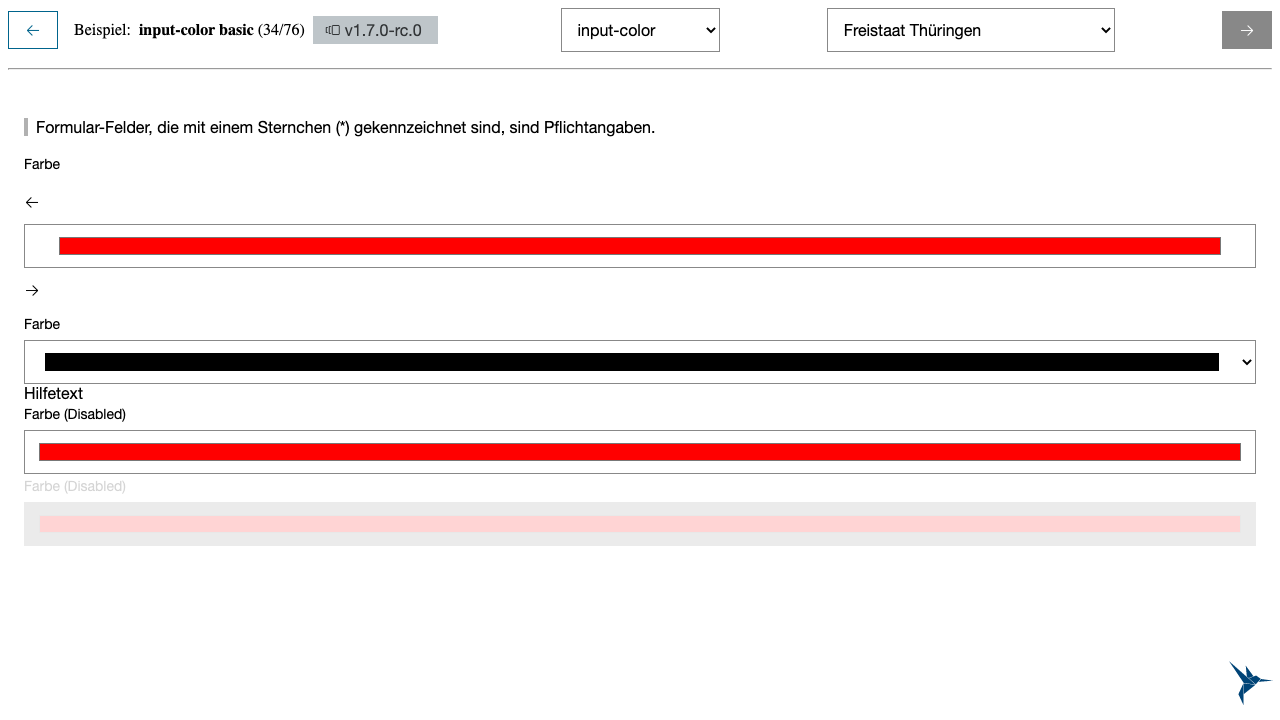 Beispiel: input-color basic (34/76) v1.7.0-rc.0 input-color Freistaat Thüringen
Formular-Felder, die mit einem Sternchen (*) gekennzeichnet sind, sind Pflichtangaben.
Farbe
Farbe
Hilfetext
Farbe (Disabled)
Farbe (Disabled)